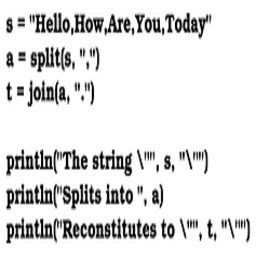 s = "Hello,How,Are,You,Today"
a = split(s, ",")
t = join(a, ".")
println("The string \"", s, "\"")
println("Splits into ", a)
println("Reconstitutes to \"", t, "\"")